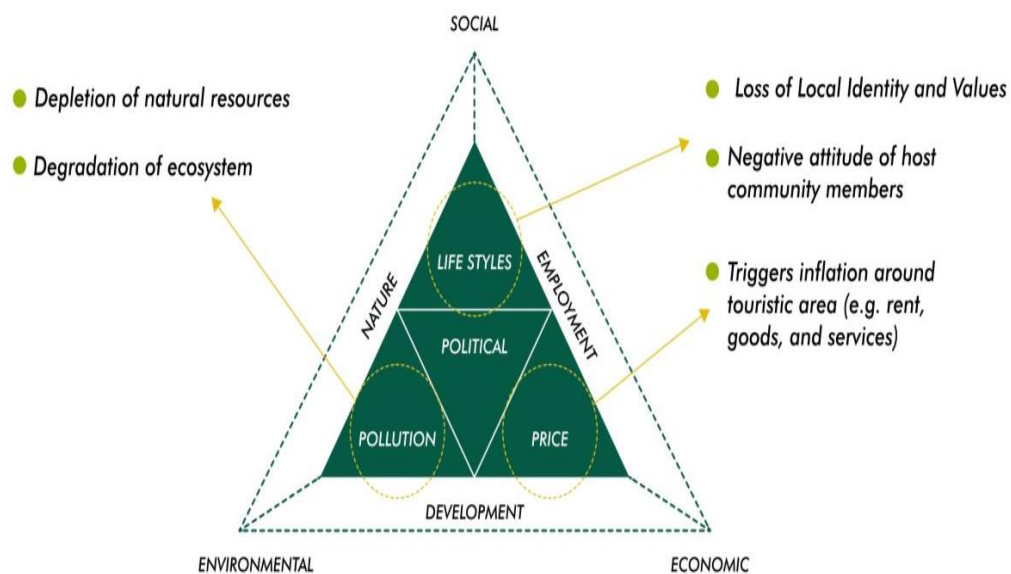 SOCIAL
Depletion of natural resources
Degradation of ecosystem
Loss of Local Identity and Values
Negative attitude of host
community members
Triggers inflation around
touristic area (e.g. rent,
goods, and services)
LIFE STYLES
NATURE
EMPLOYMENT
POLITICAL
POLLUTION
PRICE
DEVELOPMENT
ENVIRONMENTAL
ECONOMIC